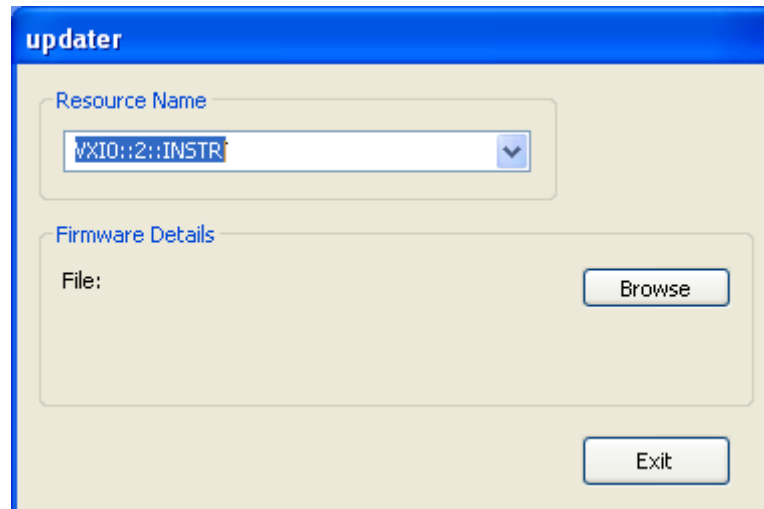 updater
Resource Name
VXI0::2::INSTR
Firmware Details
File:
Browse
Exit